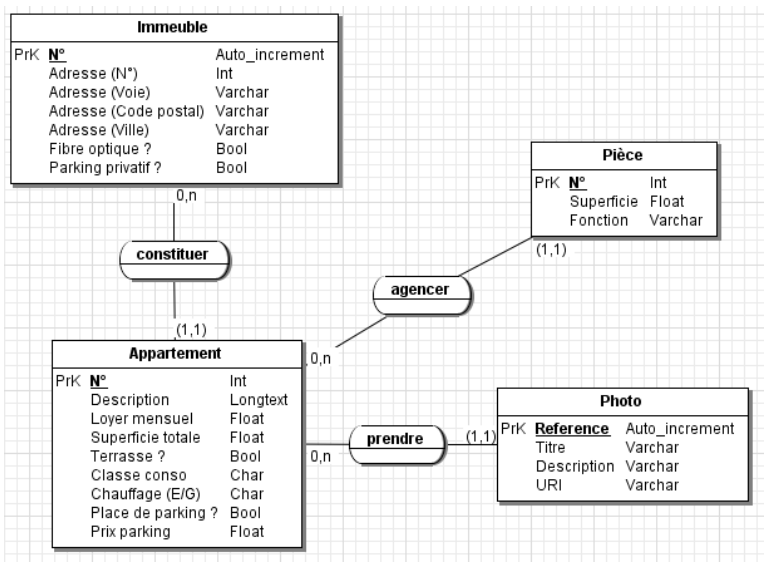 Immeuble
PrK N° Auto_increment
Adresse (N°) Int
Adresse (Voie) Varchar
Adresse (Code postal) Varchar
Adresse (Ville) Varchar
Fibre optique ? Bool
Parking privatif ? Bool
0,n
constituer
(1,1)
Pièce
PrK N° Int
Superficie Float
Fonction Varchar
(1,1)
agencer
0,n
Appartement
PrK N° Int
Description Longtext
Loyer mensuel Float
Superficie totale Float
Terrasse ? Bool
Classe conso Char
Chauffage (E/G) Char
Place de parking ? Bool
Prix parking Float
0,n
prendre
(1,1)
Photo
PrK Reference Auto_increment
Titre Varchar
Description Varchar
URI Varchar